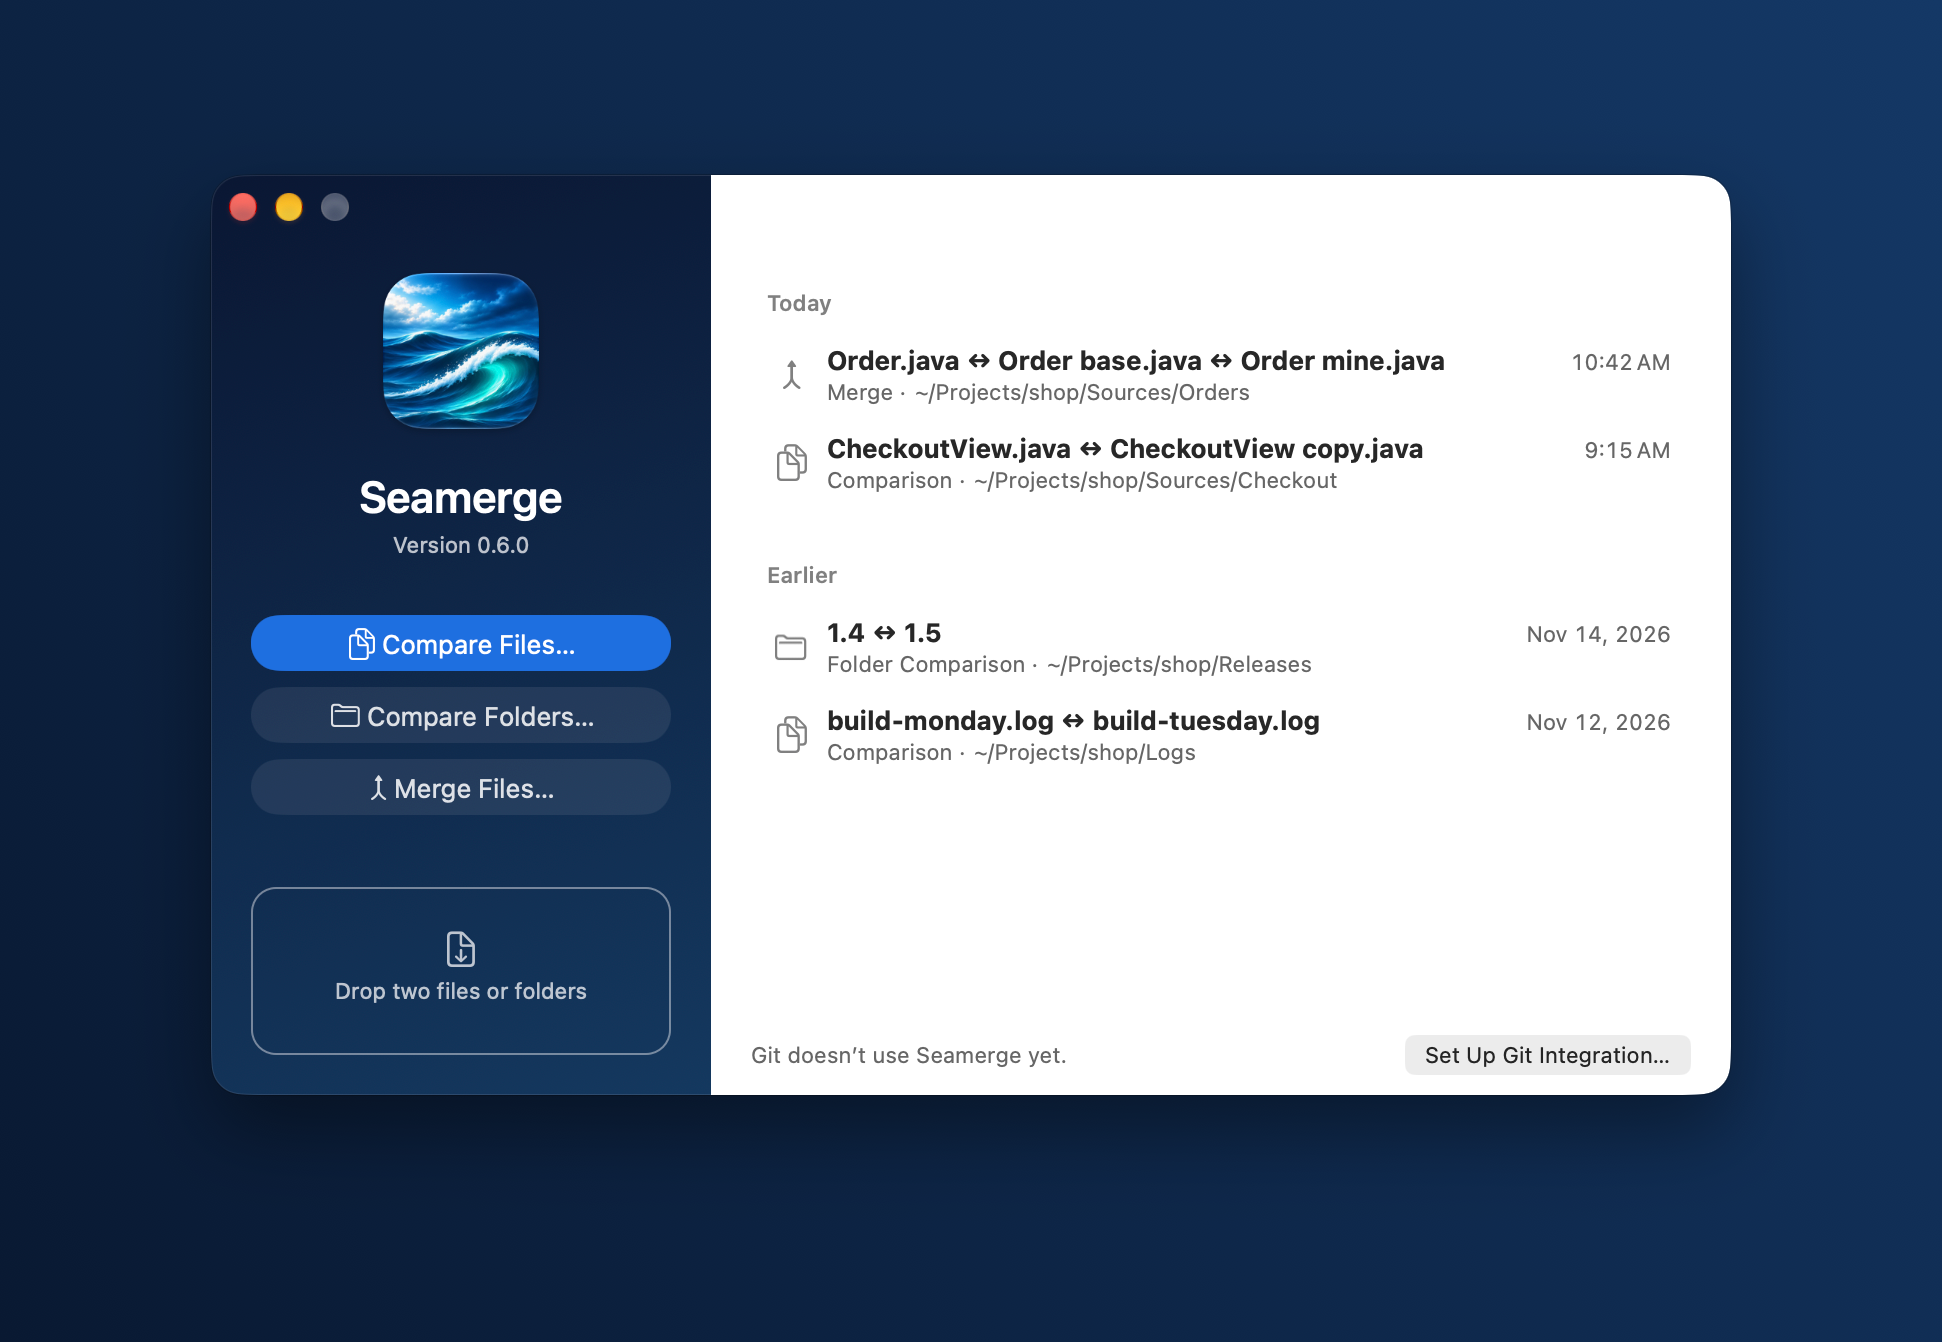 Seamerge
Version 0.6.0
Compare Files...
Compare Folders...
Merge Files...
Drop two files or folders
Today
Order.java ↔ Order base.java ↔ Order mine.java
10:42 AM
Merge · ~/Projects/shop/Sources/Orders
CheckoutView.java ↔ CheckoutView copy.java
9:15 AM
Comparison · ~/Projects/shop/Sources/Checkout
Earlier
1.4 ↔ 1.5
Nov 14, 2026
Folder Comparison · ~/Projects/shop/Releases
build-monday.log ↔ build-tuesday.log
Nov 12, 2026
Comparison · ~/Projects/shop/Logs
Git doesn’t use Seamerge yet.
Set Up Git Integration...